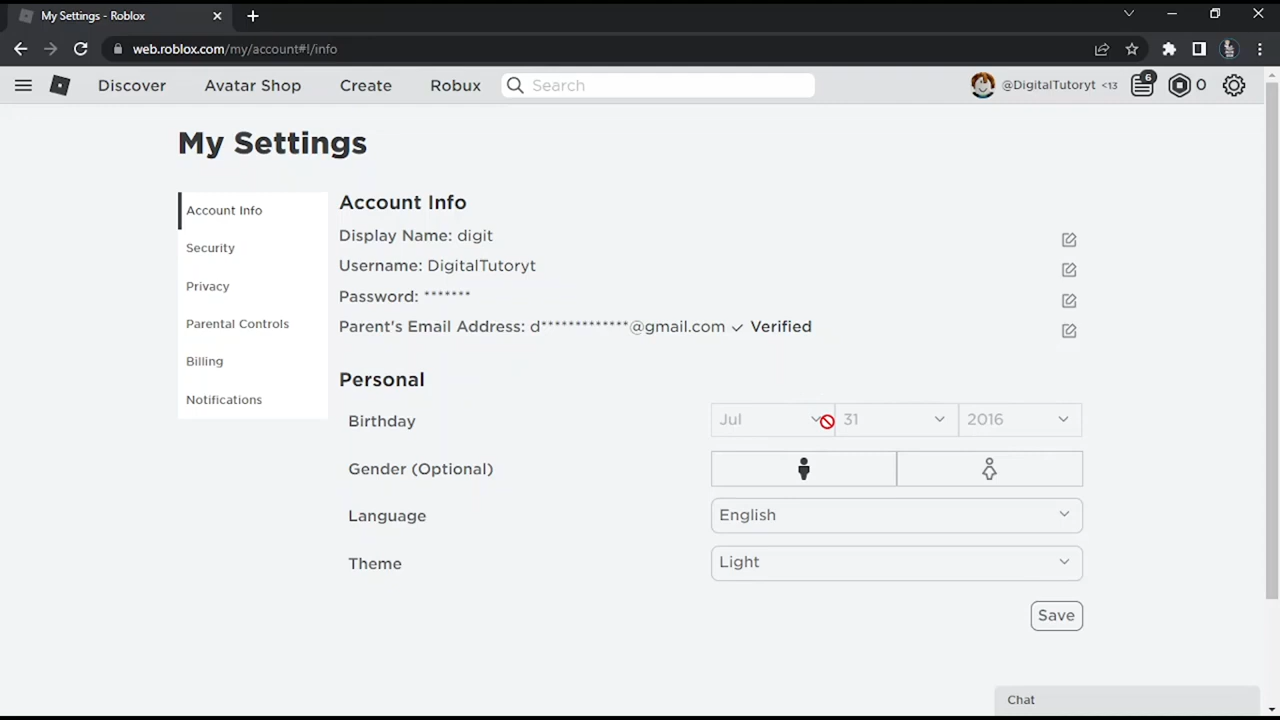 My Settings - Roblox
web.roblox.com/my/account#!/info
Discover Avatar Shop Create Robux Search @DigitalTutoryt <13 6 0
My Settings
Account Info
Security
Privacy
Parental Controls
Billing
Notifications
Account Info
Display Name: digit
Username: DigitalTutoryt
Password: *******
Parent's Email Address: d*************@gmail.com Verified
Personal
Birthday Jul 31 2016
Gender (Optional)
Language English
Theme Light
Save
Chat